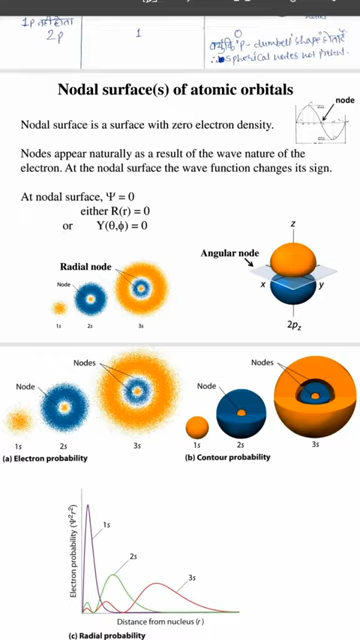 1p नहीं होता
2p
1
0
क्योंकि 'p- dumbell' shape होता है
∴ spherical nodes not present.
Nodal surface(s) of atomic orbitals
node
Nodal surface is a surface with zero electron density.
Nodes appear naturally as a result of the wave nature of the
electron. At the nodal surface the wave function changes its sign.
At nodal surface, Ψ = 0
either R(r) = 0
or Y(θ,ϕ) = 0
z
Angular node
Radial node
Node
x
y
1s
2s
3s
2pz
Nodes
Node
1s
2s
3s
(a) Electron probability
Nodes
Node
1s
2s
3s
(b) Contour probability
Electron probability (Ψ²r²)
1s
2s
3s
Distance from nucleus (r)
(c) Radial probability